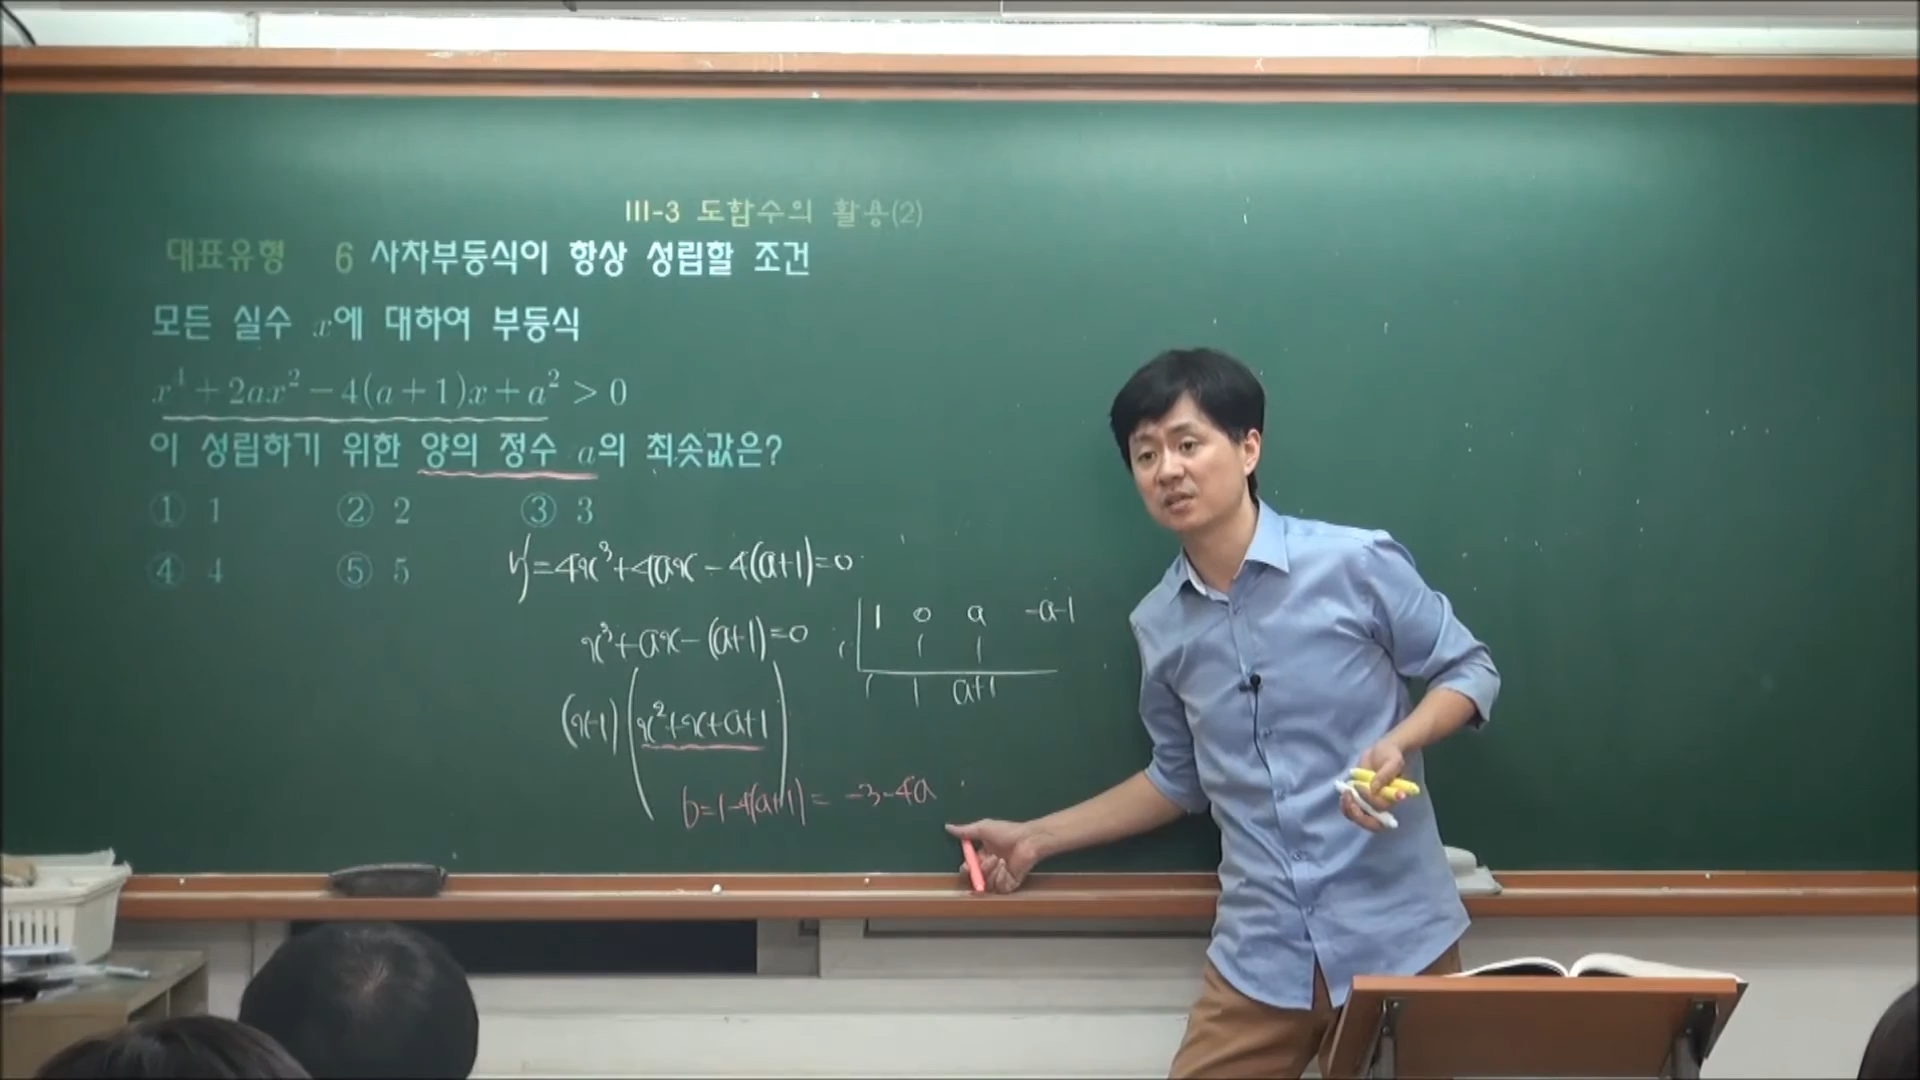 III-3 도함수의 활용(2)
대표유형 6 사차부등식이 항상 성립할 조건
모든 실수 x에 대하여 부등식
x⁴+2ax²-4(a+1)x+a²>0
이 성립하기 위한 양의 정수 a의 최솟값은?
① 1 ② 2 ③ 3
④ 4 ⑤ 5
y'=4x³+4ax-4(a+1)=0
x³+ax-(a+1)=0
(x-1)(x²+x+a+1)
D=1-4(a+1)=-3-4a
1 0 a -a-1
1 1 1
1 1 a+1